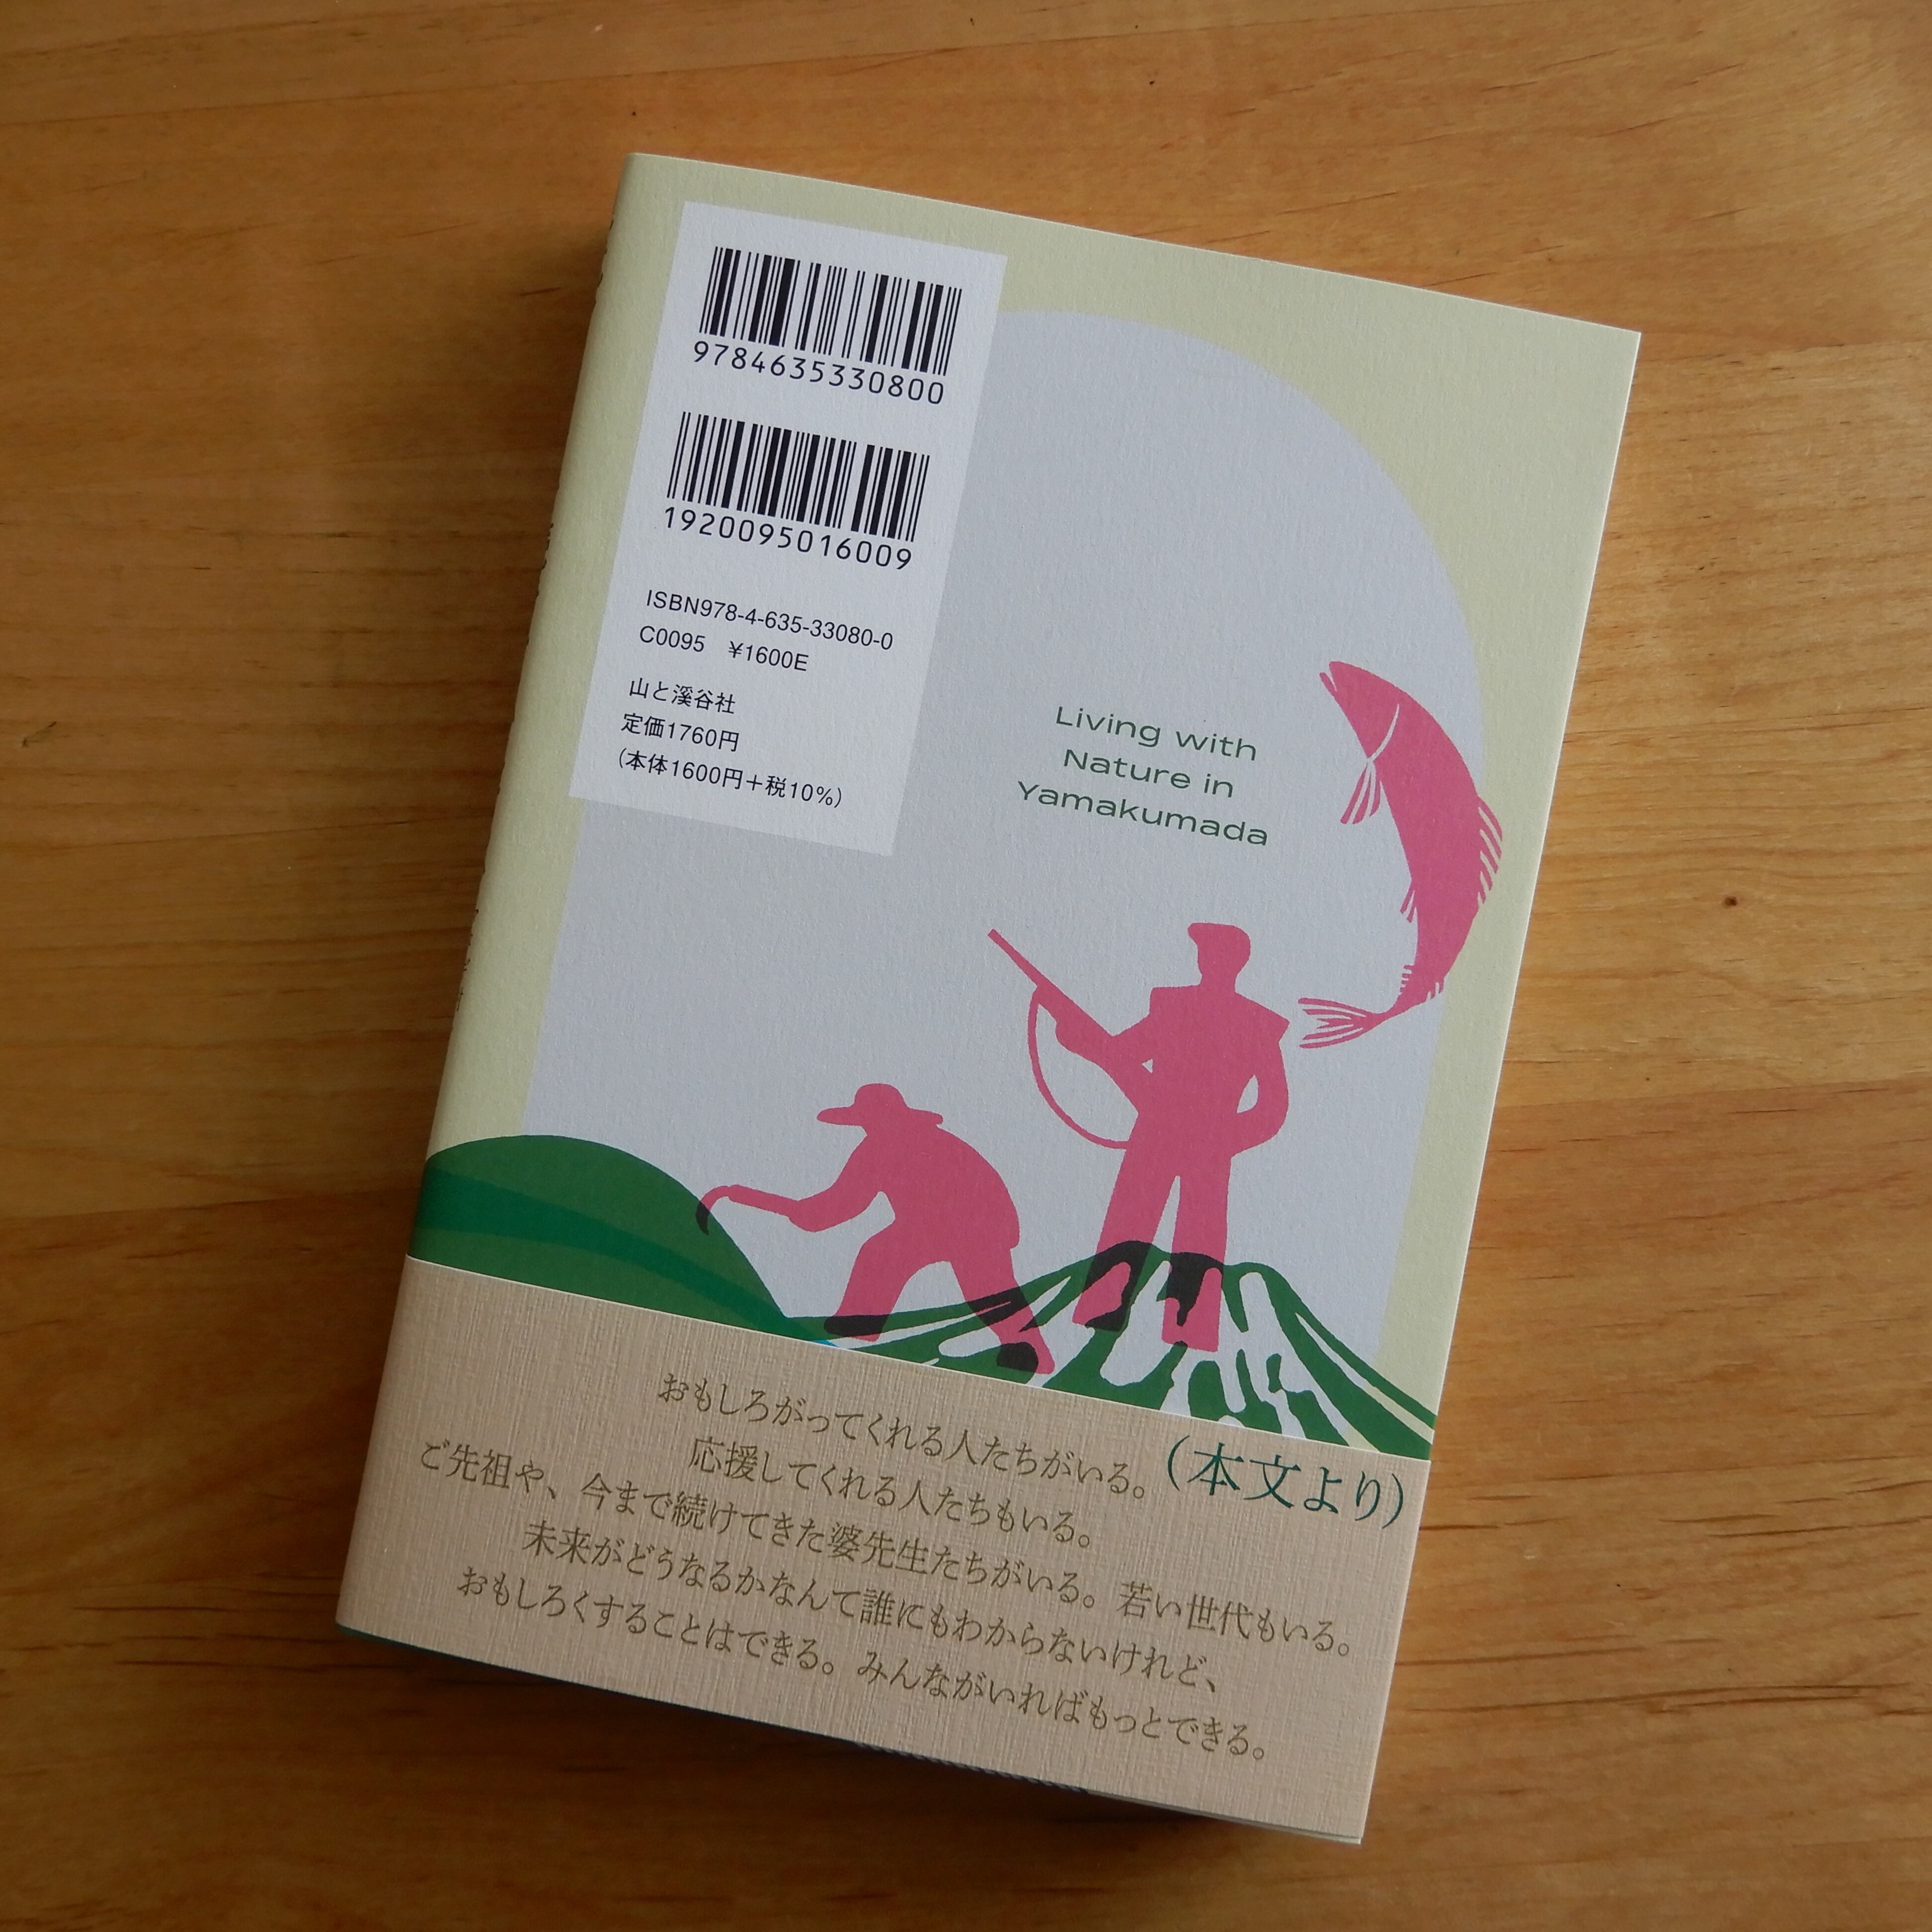 9784635330800
1920095016009
ISBN978-4-635-33080-0
C0095 ¥1600E
山と溪谷社
定価1760円
(本体1600円+税10%)
Living with
Nature in
Yamakumada
おもしろがってくれる人たちがいる。
応援してくれる人たちもいる。
ご先祖や、今まで続けてきた婆先生たちがいる。若い世代もいる。
未来がどうなるかなんて誰にもわからないけれど、
おもしろくすることはできる。みんながいればもっとできる。
(本文より)